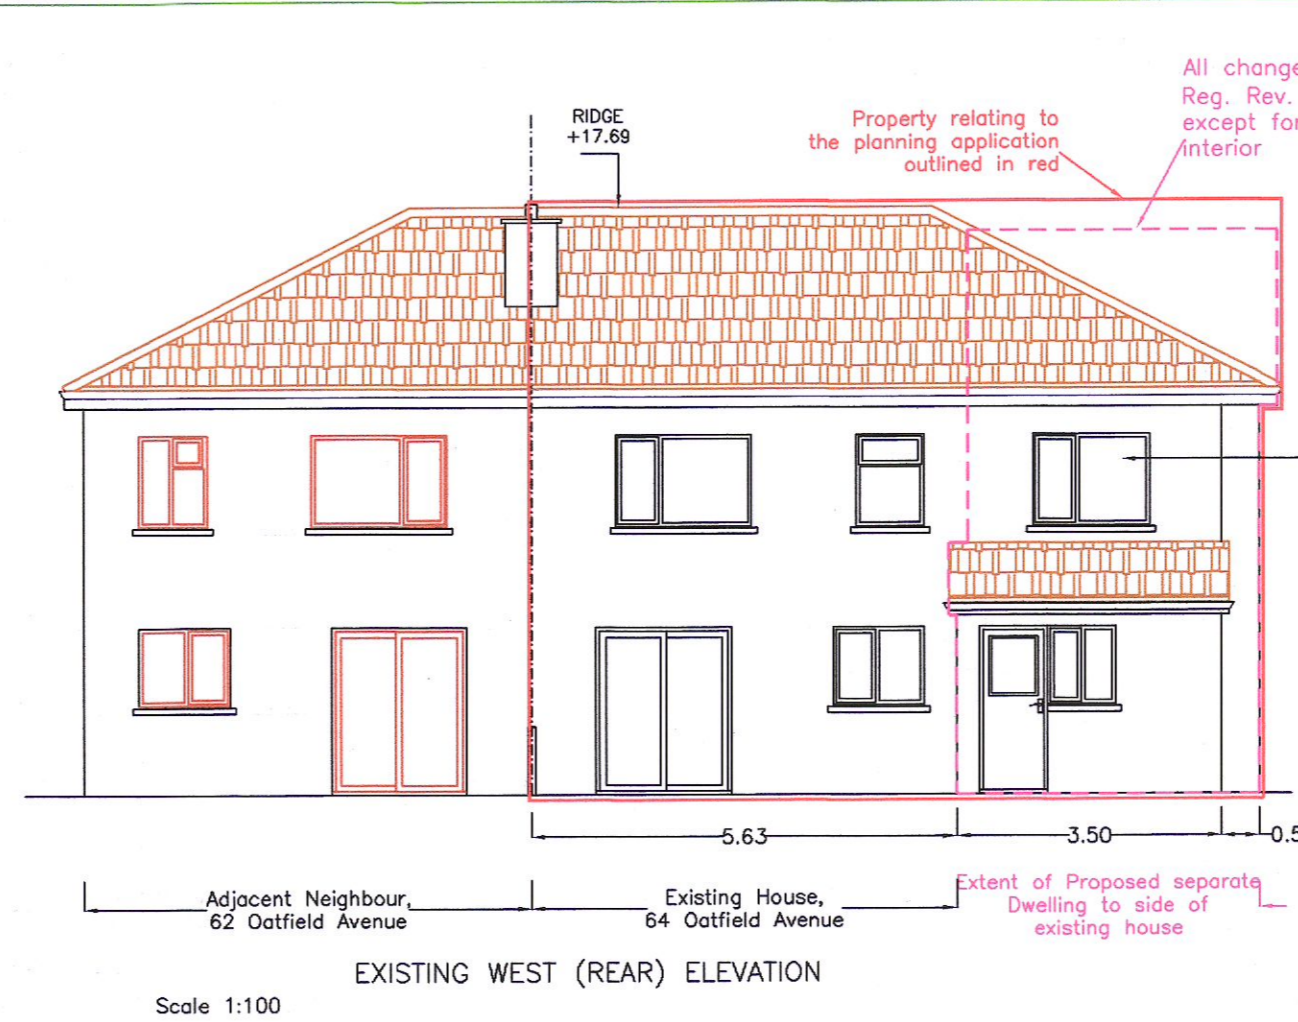 All change
Reg. Rev.
except for
interior
RIDGE
+17.69
Property relating to
the planning application
outlined in red
5.63
3.50
0.5
Adjacent Neighbour,
62 Oatfield Avenue
Existing House,
64 Oatfield Avenue
Extent of Proposed separate
Dwelling to side of
existing house
EXISTING WEST (REAR) ELEVATION
Scale 1:100